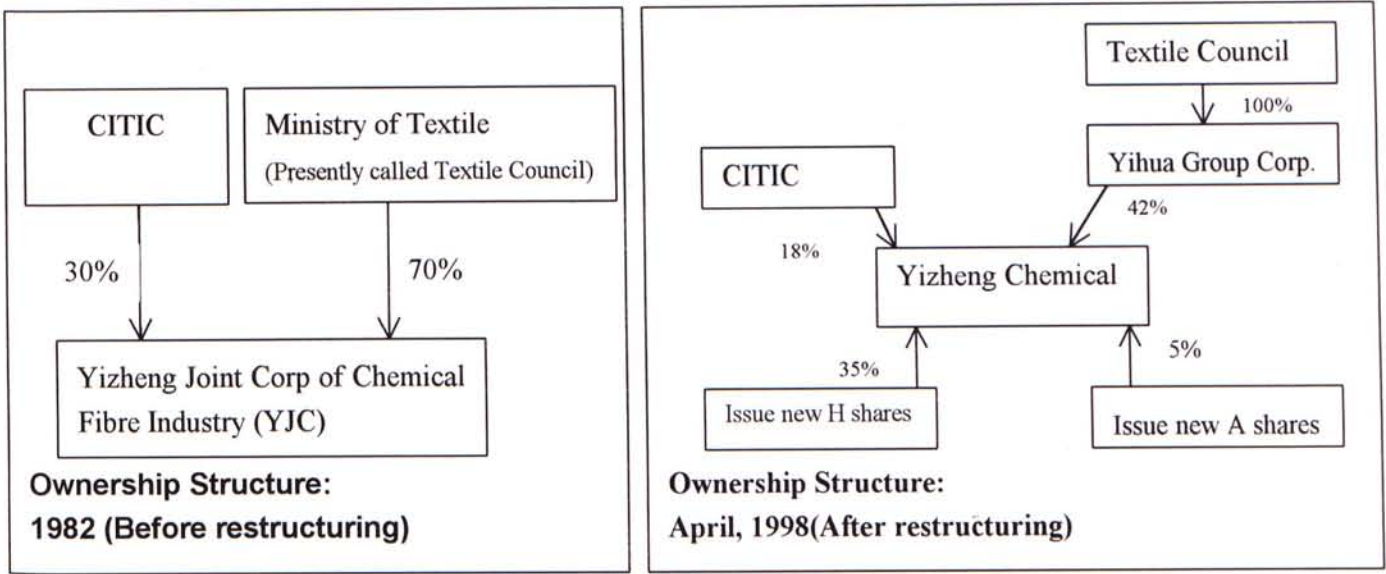 CITIC
Ministry of Textile
(Presently called Textile Council)
30%
70%
Yizheng Joint Corp of Chemical
Fibre Industry (YJC)
Ownership Structure:
1982 (Before restructuring)
Textile Council
100%
Yihua Group Corp.
CITIC
42%
18%
Yizheng Chemical
35%
5%
Issue new H shares
Issue new A shares
Ownership Structure:
April, 1998(After restructuring)